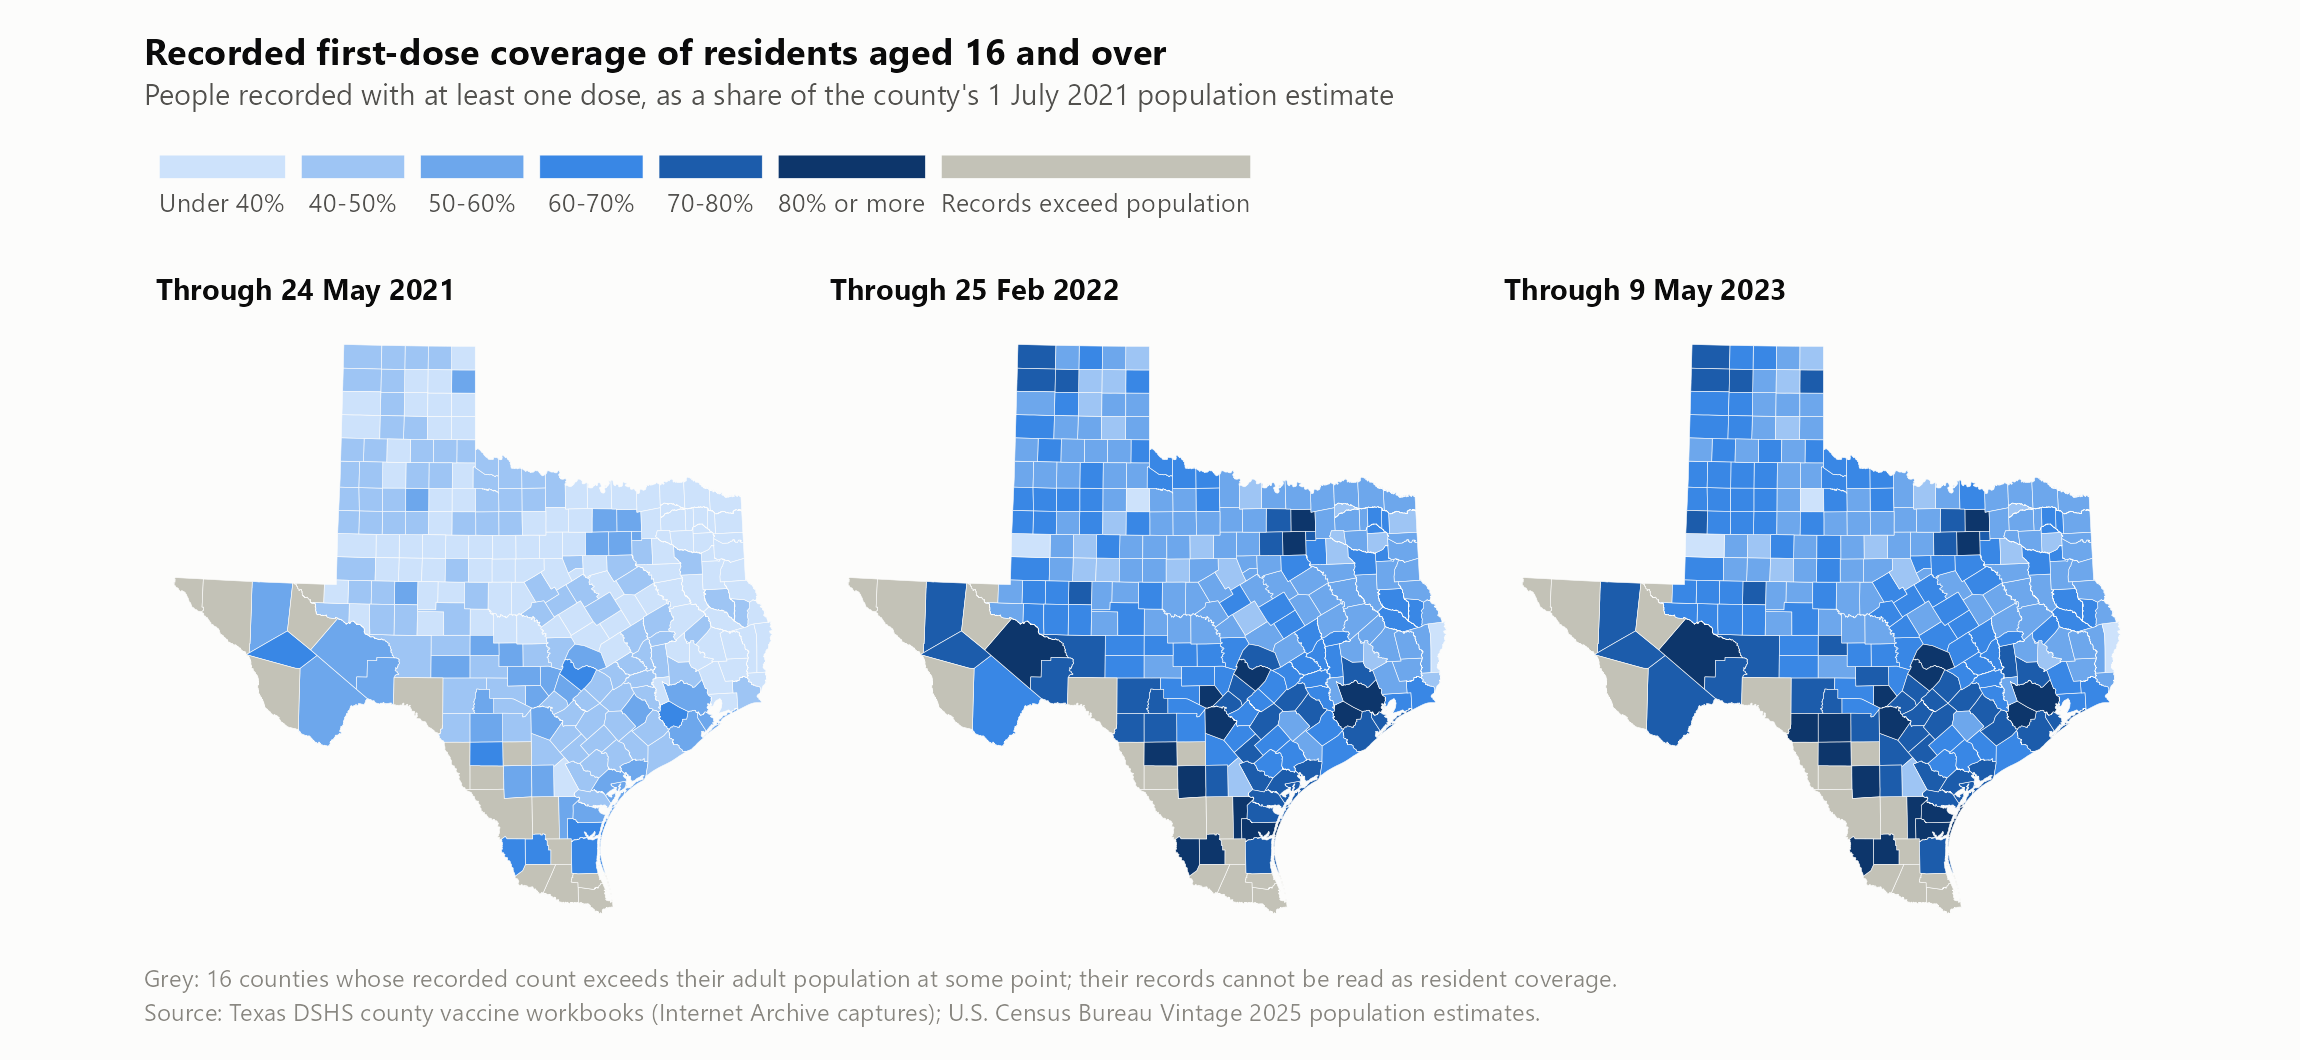 Recorded first-dose coverage of residents aged 16 and over
People recorded with at least one dose, as a share of the county's 1 July 2021 population estimate
Under 40% 40-50% 50-60% 60-70% 70-80% 80% or more Records exceed population
Through 24 May 2021 Through 25 Feb 2022 Through 9 May 2023
Grey: 16 counties whose recorded count exceeds their adult population at some point; their records cannot be read as resident coverage.
Source: Texas DSHS county vaccine workbooks (Internet Archive captures); U.S. Census Bureau Vintage 2025 population estimates.